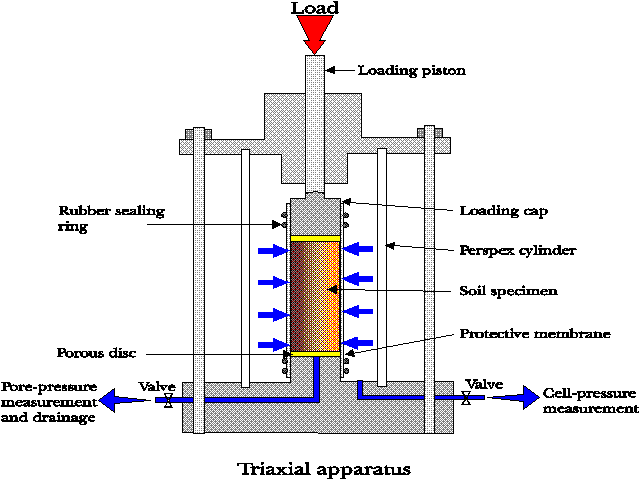 Load
Loading piston
Rubber sealing
ring
Loading cap
Perspex cylinder
Soil specimen
Protective membrane
Porous disc
Pore-pressure
measurement
and drainage
Valve
Valve
Cell-pressure
measurement
Triaxial apparatus